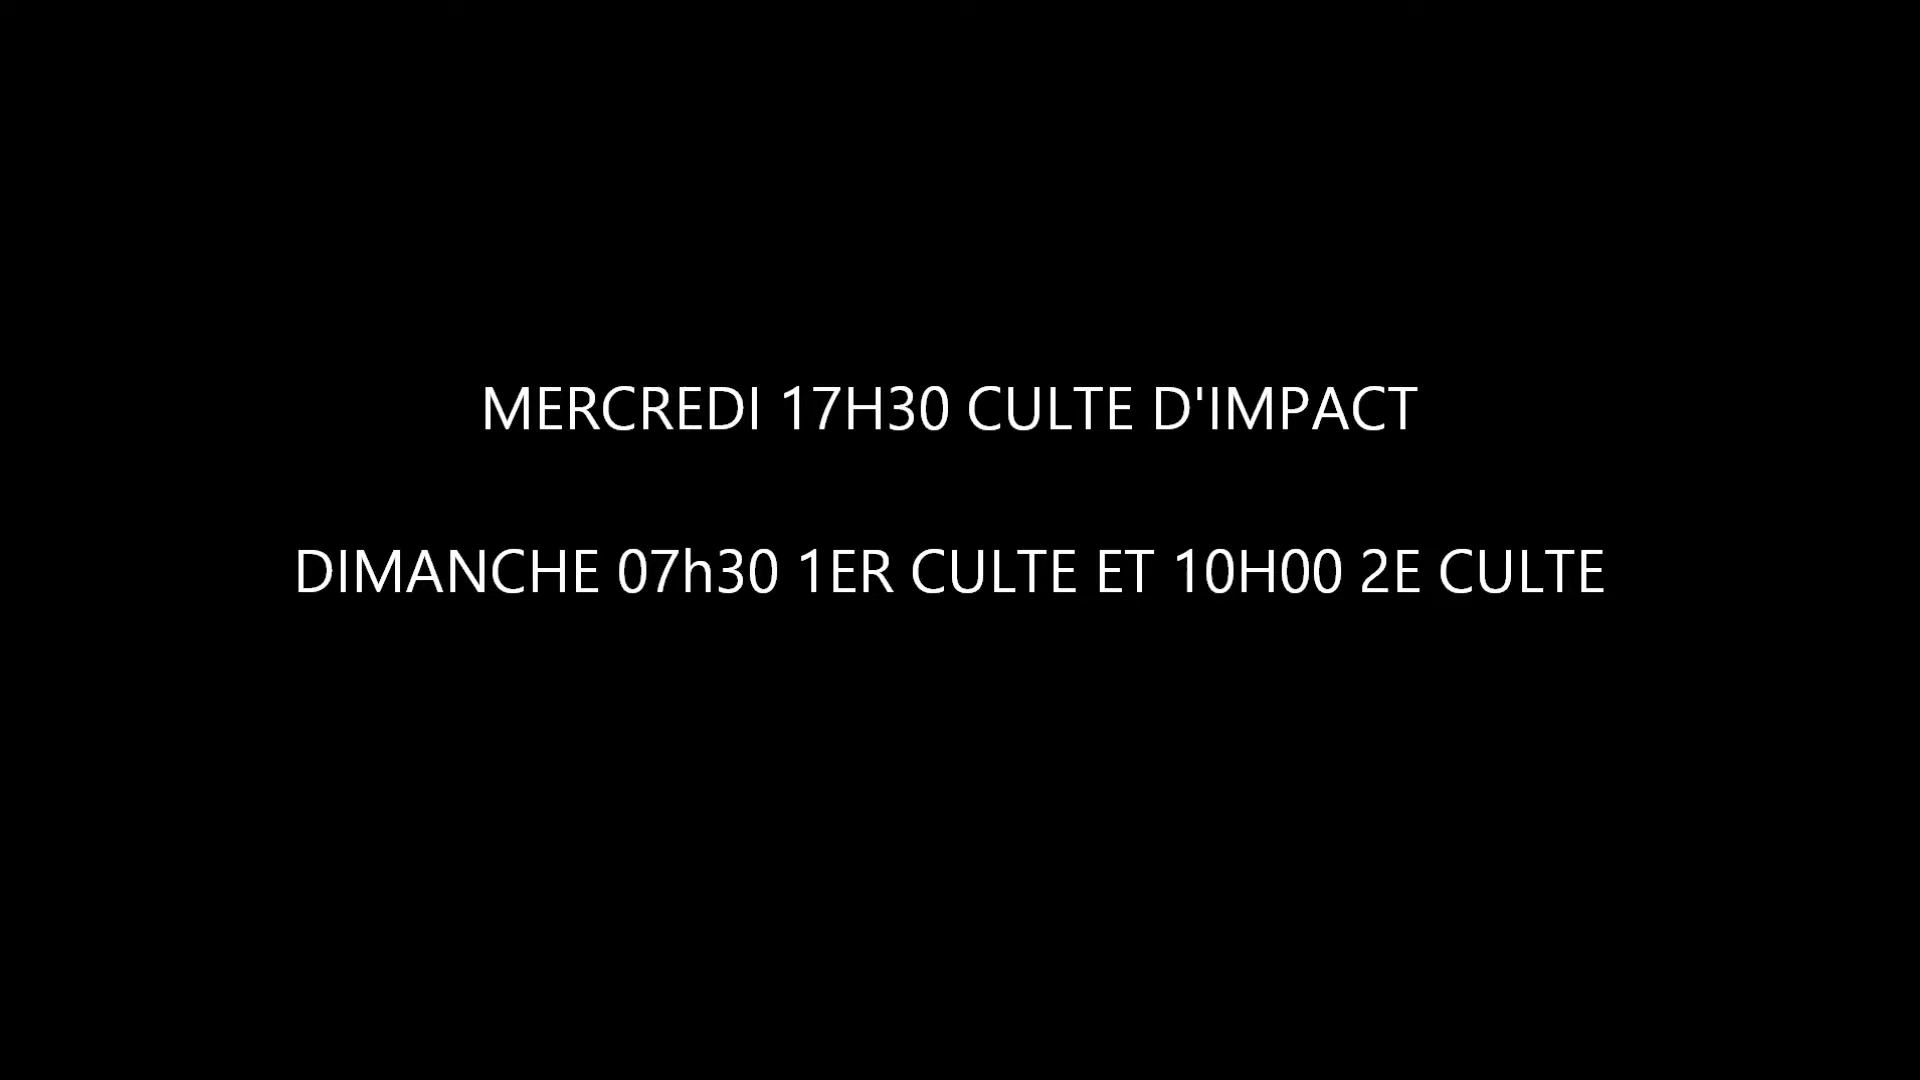 MERCREDI 17H30 CULTE D'IMPACT
DIMANCHE 07h30 1ER CULTE ET 10H00 2E CULTE